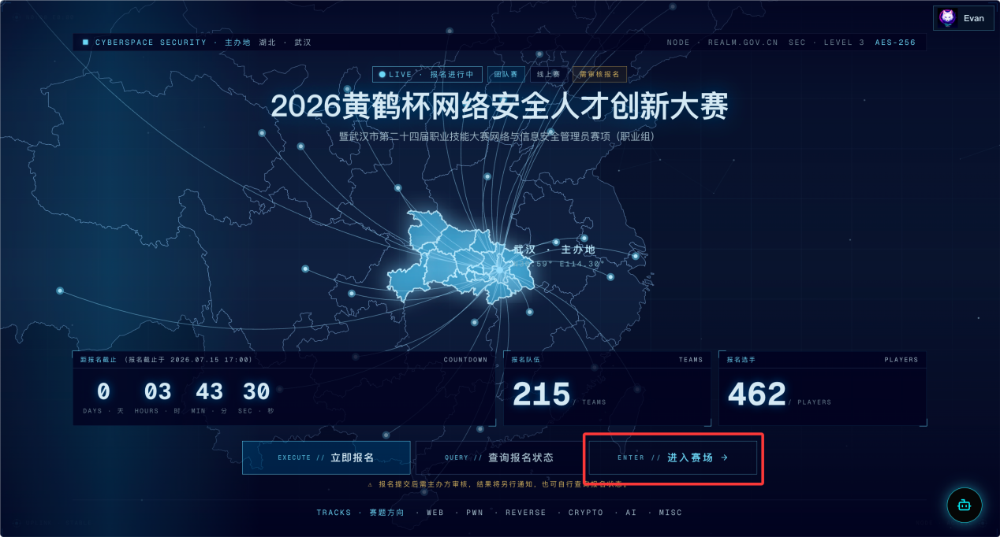 Evan
CYBERSPACE SECURITY · 主办地 湖北 · 武汉
NODE · REALM.GOV.CN SEC · LEVEL 3 AES-256
LIVE · 报名进行中 团队赛 线上赛 需审核报名
2026黄鹤杯网络安全人才创新大赛
暨武汉市第二十四届职业技能大赛网络与信息安全管理员赛项（职业组）
武汉 · 主办地
E114.30°
距报名截止 (报名截止于 2026.07.15 17:00) COUNTDOWN
0 03 43 30
DAYS · 天 HOURS · 时 MIN · 分 SEC · 秒
报名队伍 TEAMS
215 / TEAMS
报名选手 PLAYERS
462 / PLAYERS
EXECUTE // 立即报名
QUERY // 查询报名状态
ENTER // 进入赛场 →
⚠ 报名提交后需主办方审核，结果将另行通知，也可自行查询报名状态。
TRACKS · 赛题方向 · WEB · PWN · REVERSE · CRYPTO · AI · MISC